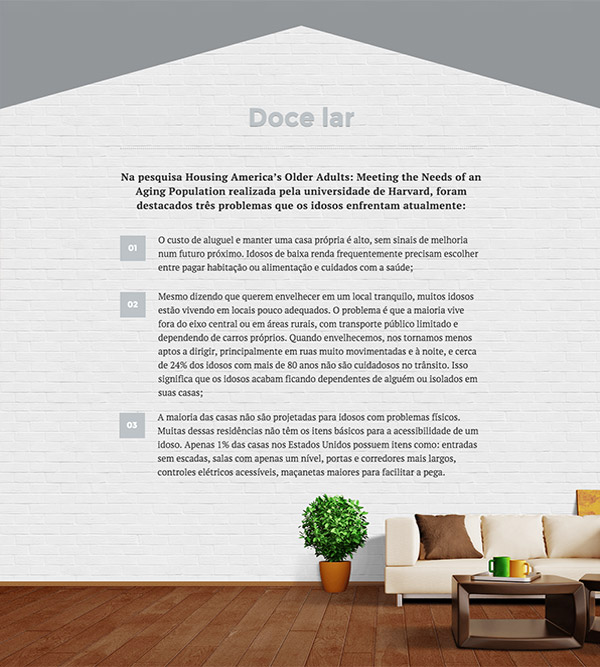 Doce lar
Na pesquisa Housing America's Older Adults: Meeting the Needs of an
Aging Population realizada pela universidade de Harvard, foram
destacados três problemas que os idosos enfrentam atualmente:
01
O custo de aluguel e manter uma casa própria é alto, sem sinais de melhoria
num futuro próximo. Idosos de baixa renda frequentemente precisam escolher
entre pagar habitação ou alimentação e cuidados com a saúde;
02
Mesmo dizendo que querem envelhecer em um local tranquilo, muitos idosos
estão vivendo em locais pouco adequados. O problema é que a maioria vive
fora do eixo central ou em áreas rurais, com transporte público limitado e
dependendo de carros próprios. Quando envelhecemos, nos tornamos menos
aptos a dirigir, principalmente em ruas muito movimentadas e à noite, e cerca
de 24% dos idosos com mais de 80 anos não são cuidadosos no trânsito. Isso
significa que os idosos acabam ficando dependentes de alguém ou isolados em
suas casas;
03
A maioria das casas não são projetadas para idosos com problemas físicos.
Muitas dessas residências não têm os itens básicos para a acessibilidade de um
idoso. Apenas 1% das casas nos Estados Unidos possuem itens como: entradas
sem escadas, salas com apenas um nível, portas e corredores mais largos,
controles elétricos acessíveis, maçanetas maiores para facilitar a pega.